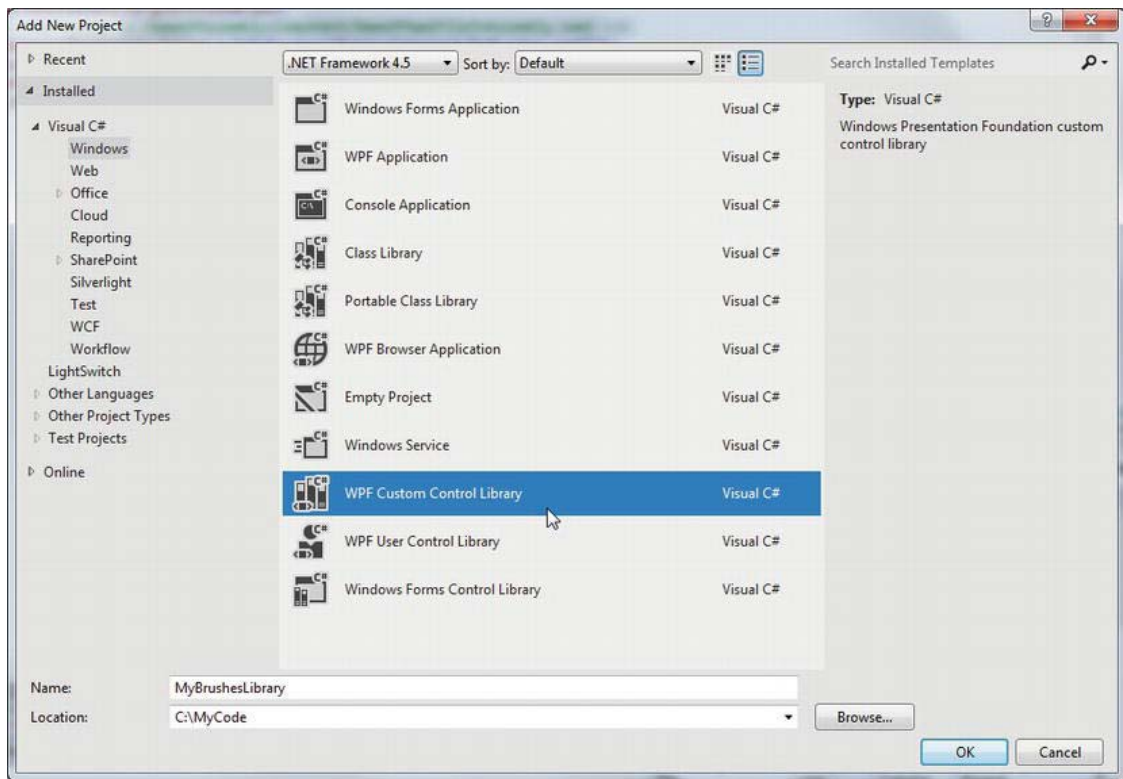 Add New Project
Recent
.NET Framework 4.5
Sort by: Default
Search Installed Templates
Installed
Visual C#
Windows
Web
Office
Cloud
Reporting
SharePoint
Silverlight
Test
WCF
Workflow
LightSwitch
Other Languages
Other Project Types
Test Projects
Online
Windows Forms Application Visual C#
WPF Application Visual C#
Console Application Visual C#
Class Library Visual C#
Portable Class Library Visual C#
WPF Browser Application Visual C#
Empty Project Visual C#
Windows Service Visual C#
WPF Custom Control Library Visual C#
WPF User Control Library Visual C#
Windows Forms Control Library Visual C#
Type: Visual C#
Windows Presentation Foundation custom
control library
Name: MyBrushesLibrary
Location: C:\MyCode
Browse...
OK Cancel